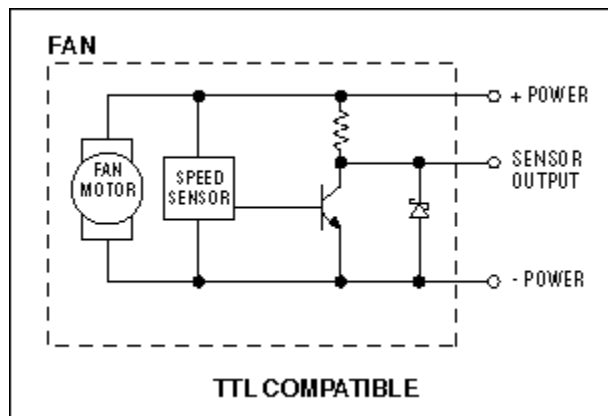 FAN
+ POWER
FAN
MOTOR
SPEED
SENSOR
SENSOR
OUTPUT
- POWER
TTL COMPATIBLE